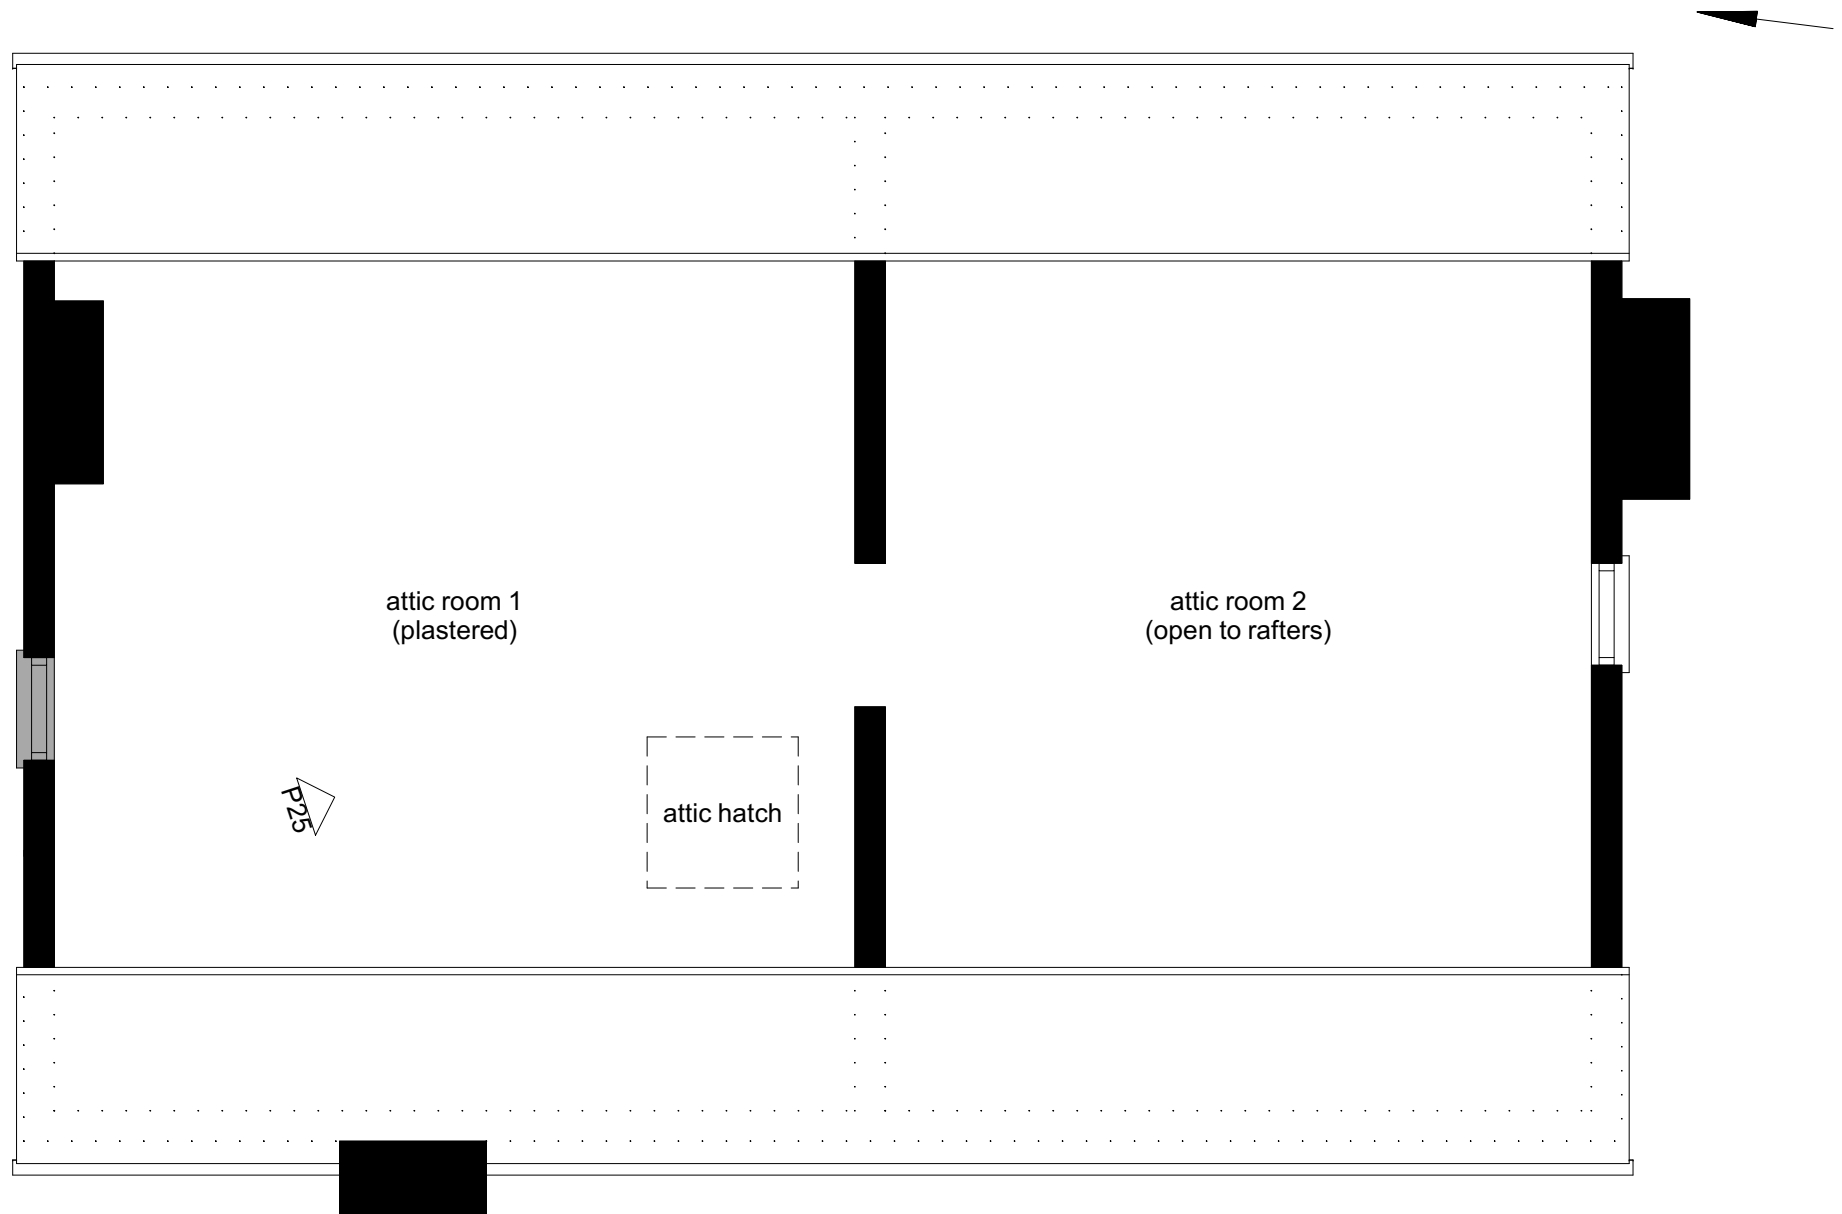 attic room 1
(plastered)
attic room 2
(open to rafters)
P25
attic hatch